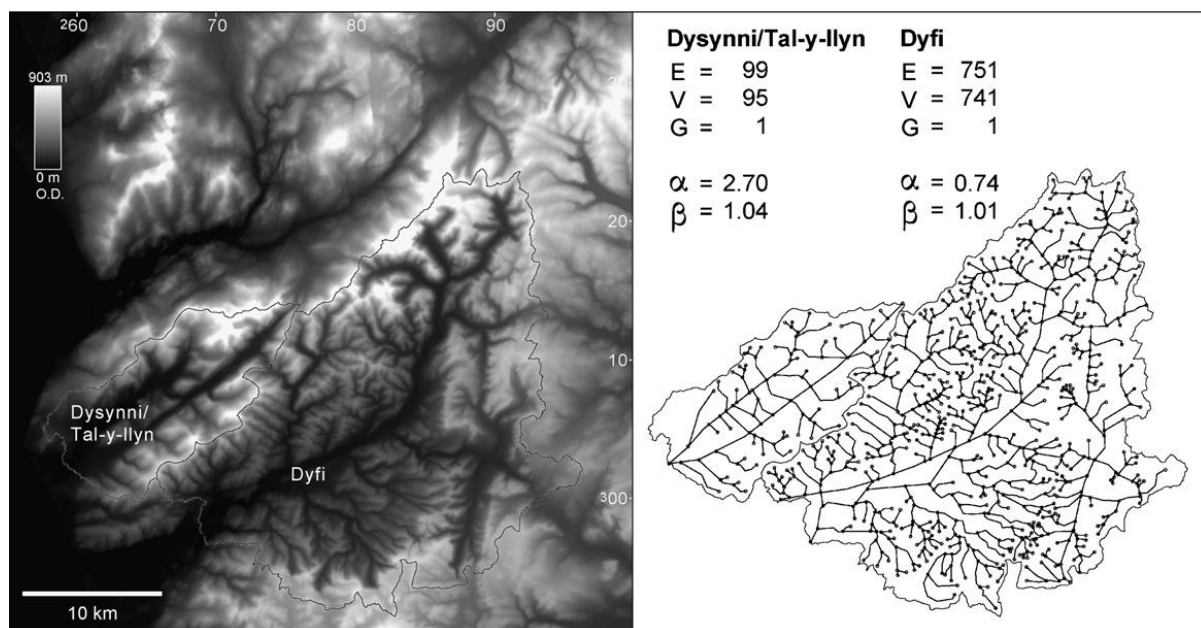 260 70 80 90
903 m
0 m
O.D.
20
10
300
Dysynni/
Tal-y-llyn
Dyfi
10 km
Dysynni/Tal-y-llyn Dyfi
E = 99 E = 751
V = 95 V = 741
G = 1 G = 1
α = 2.70 α = 0.74
β = 1.04 β = 1.01